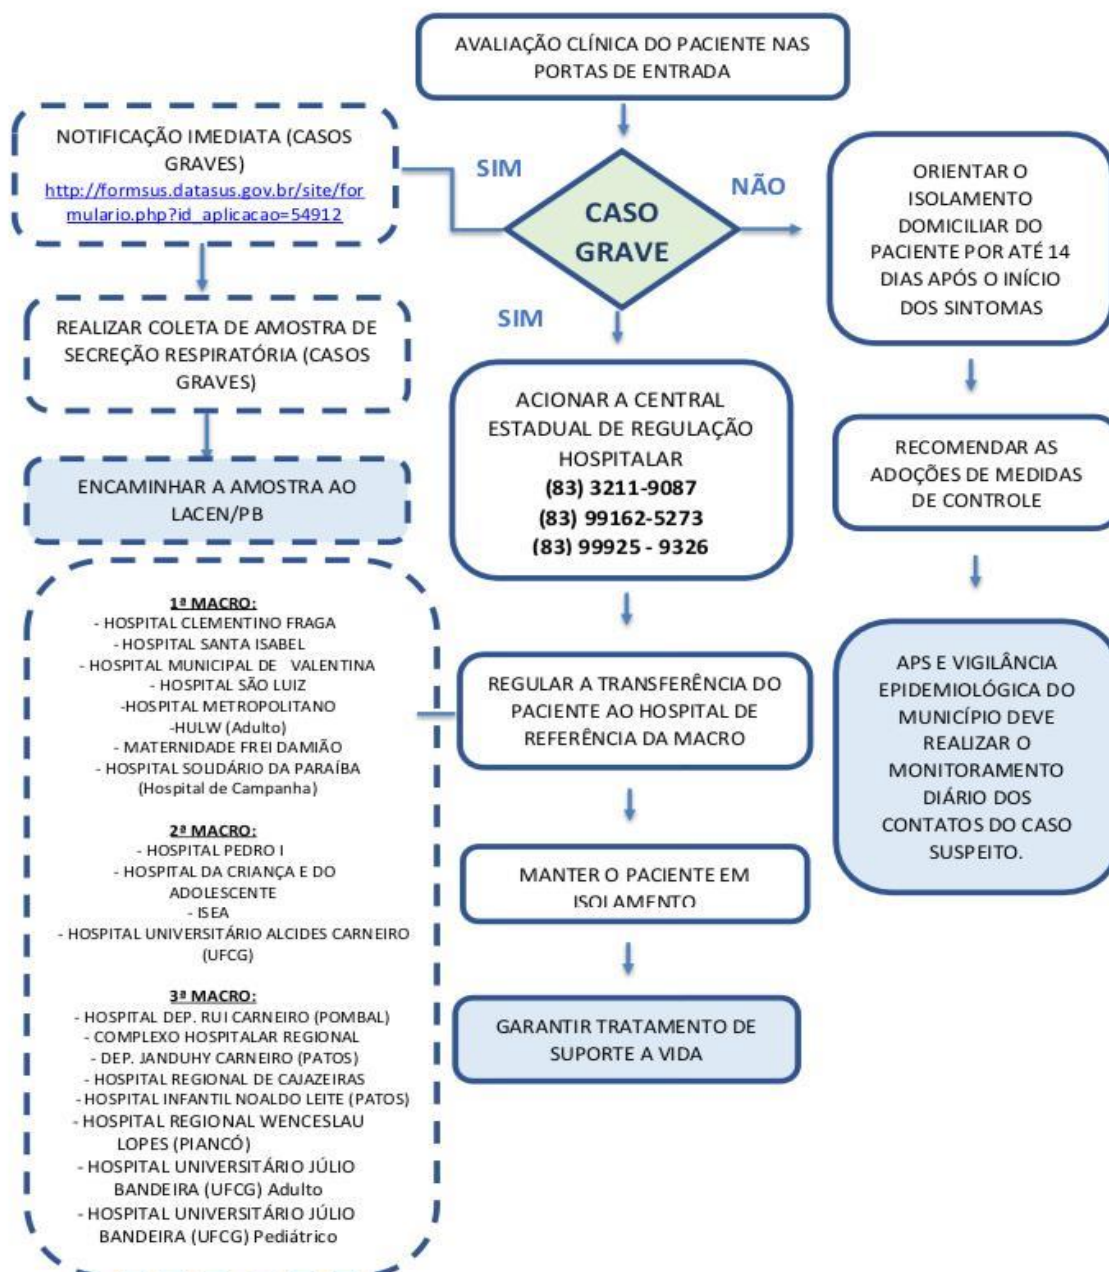 AVALIAÇÃO CLÍNICA DO PACIENTE NAS
PORTAS DE ENTRADA
NOTIFICAÇÃO IMEDIATA (CASOS
GRAVES)
http://formsus.datasus.gov.br/site/for
mulario.php?id_aplicacao=54912
SIM
CASO
GRAVE
NÃO
ORIENTAR O
ISOLAMENTO
DOMICILIAR DO
PACIENTE POR ATÉ 14
DIAS APÓS O INÍCIO
DOS SINTOMAS
REALIZAR COLETA DE AMOSTRA DE
SECREÇÃO RESPIRATÓRIA (CASOS
GRAVES)
SIM
ACIONAR A CENTRAL
ESTADUAL DE REGULAÇÃO
HOSPITALAR
(83) 3211-9087
(83) 99162-5273
(83) 99925 - 9326
RECOMENDAR AS
ADOÇÕES DE MEDIDAS
DE CONTROLE
ENCAMINHAR A AMOSTRA AO
LACEN/PB
1ª MACRO:
- HOSPITAL CLEMENTINO FRAGA
- HOSPITAL SANTA ISABEL
- HOSPITAL MUNICIPAL DE VALENTINA
- HOSPITAL SÃO LUIZ
-HOSPITAL METROPOLITANO
-HULW (Adulto)
- MATERNIDADE FREI DAMIÃO
- HOSPITAL SOLIDÁRIO DA PARAÍBA
(Hospital de Campanha)
2ª MACRO:
- HOSPITAL PEDRO I
- HOSPITAL DA CRIANÇA E DO
ADOLESCENTE
- ISEA
- HOSPITAL UNIVERSITÁRIO ALCIDES CARNEIRO
(UFCG)
3ª MACRO:
- HOSPITAL DEP. RUI CARNEIRO (POMBAL)
- COMPLEXO HOSPITALAR REGIONAL
- DEP. JANDUHY CARNEIRO (PATOS)
- HOSPITAL REGIONAL DE CAJAZEIRAS
- HOSPITAL INFANTIL NOALDO LEITE (PATOS)
- HOSPITAL REGIONAL WENCESLAU
LOPES (PIANCÓ)
- HOSPITAL UNIVERSITÁRIO JÚLIO
BANDEIRA (UFCG) Adulto
- HOSPITAL UNIVERSITÁRIO JÚLIO
BANDEIRA (UFCG) Pediátrico
REGULAR A TRANSFERÊNCIA DO
PACIENTE AO HOSPITAL DE
REFERÊNCIA DA MACRO
MANTER O PACIENTE EM
ISOLAMENTO
GARANTIR TRATAMENTO DE
SUPORTE A VIDA
APS E VIGILÂNCIA
EPIDEMIOLÓGICA DO
MUNICÍPIO DEVE
REALIZAR O
MONITORAMENTO
DIÁRIO DOS
CONTATOS DO CASO
SUSPEITO.